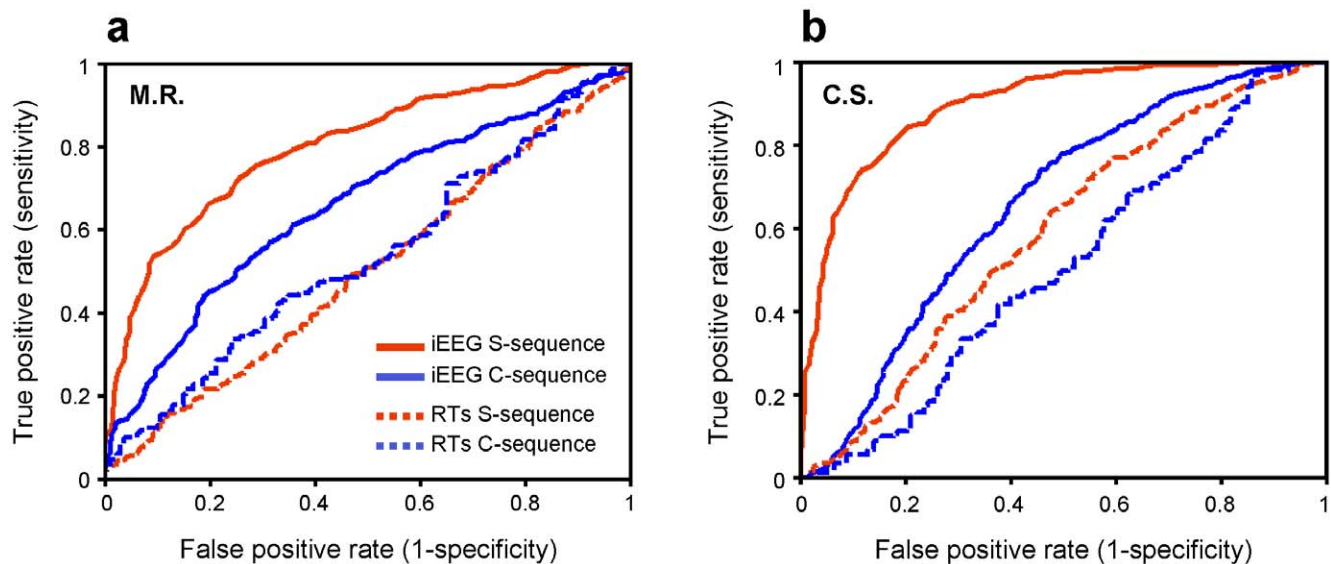 a
M.R.
True positive rate (sensitivity)
1
0.8
0.6
0.4
0.2
0
0
0.2
0.4
0.6
0.8
1
False positive rate (1-specificity)
iEEG S-sequence
iEEG C-sequence
RTs S-sequence
RTs C-sequence
b
C.S.
True positive rate (sensitivity)
1
0.8
0.6
0.4
0.2
0
0
0.2
0.4
0.6
0.8
1
False positive rate (1-specificity)